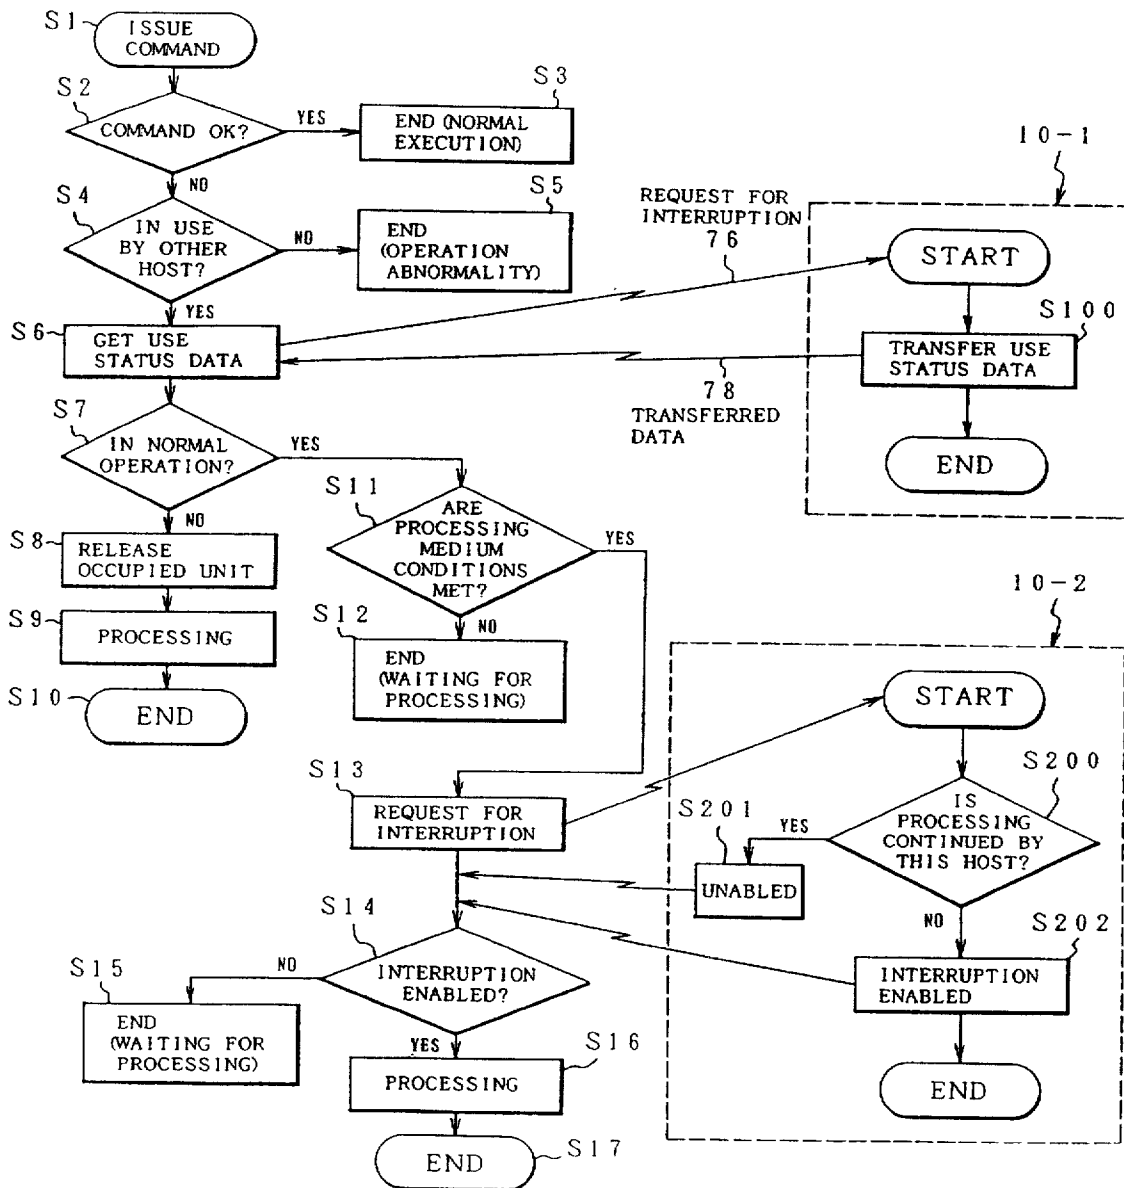 S1
ISSUE
COMMAND
S2
COMMAND OK?
YES
S3
END (NORMAL
EXECUTION)
NO
S4
IN USE
BY OTHER
HOST?
NO
S5
END
(OPERATION
ABNORMALITY)
YES
S6
GET USE
STATUS DATA
REQUEST FOR
INTERRUPTION
76
78
TRANSFERRED
DATA
10-1
START
S100
TRANSFER USE
STATUS DATA
END
S7
IN NORMAL
OPERATION?
YES
NO
S8
RELEASE
OCCUPIED UNIT
S9
PROCESSING
S10
END
S11
ARE
PROCESSING
MEDIUM
CONDITIONS
MET?
YES
NO
S12
END
(WAITING FOR
PROCESSING)
S13
REQUEST FOR
INTERRUPTION
10-2
START
S200
IS
PROCESSING
CONTINUED BY
THIS HOST?
YES
S201
UNABLED
NO
S202
INTERRUPTION
ENABLED
END
S14
INTERRUPTION
ENABLED?
NO
S15
END
(WAITING FOR
PROCESSING)
YES
S16
PROCESSING
END
S17